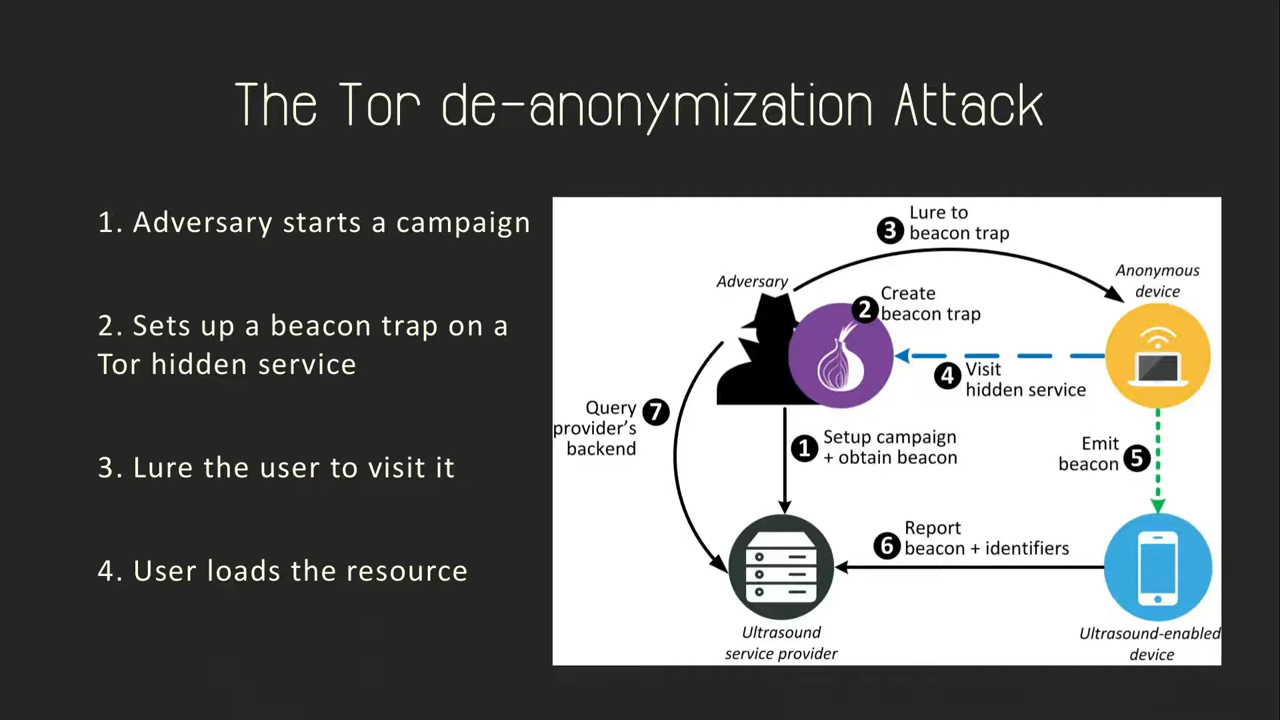 The Tor de-anonymization Attack
1. Adversary starts a campaign
2. Sets up a beacon trap on a
Tor hidden service
3. Lure the user to visit it
4. User loads the resource
3 Lure to
beacon trap
Adversary
Anonymous
device
2 Create
beacon trap
4 Visit
hidden service
Query 7
provider's
backend
1 Setup campaign
+ obtain beacon
Emit
beacon 5
6 Report
beacon + identifiers
Ultrasound
service provider
Ultrasound-enabled
device